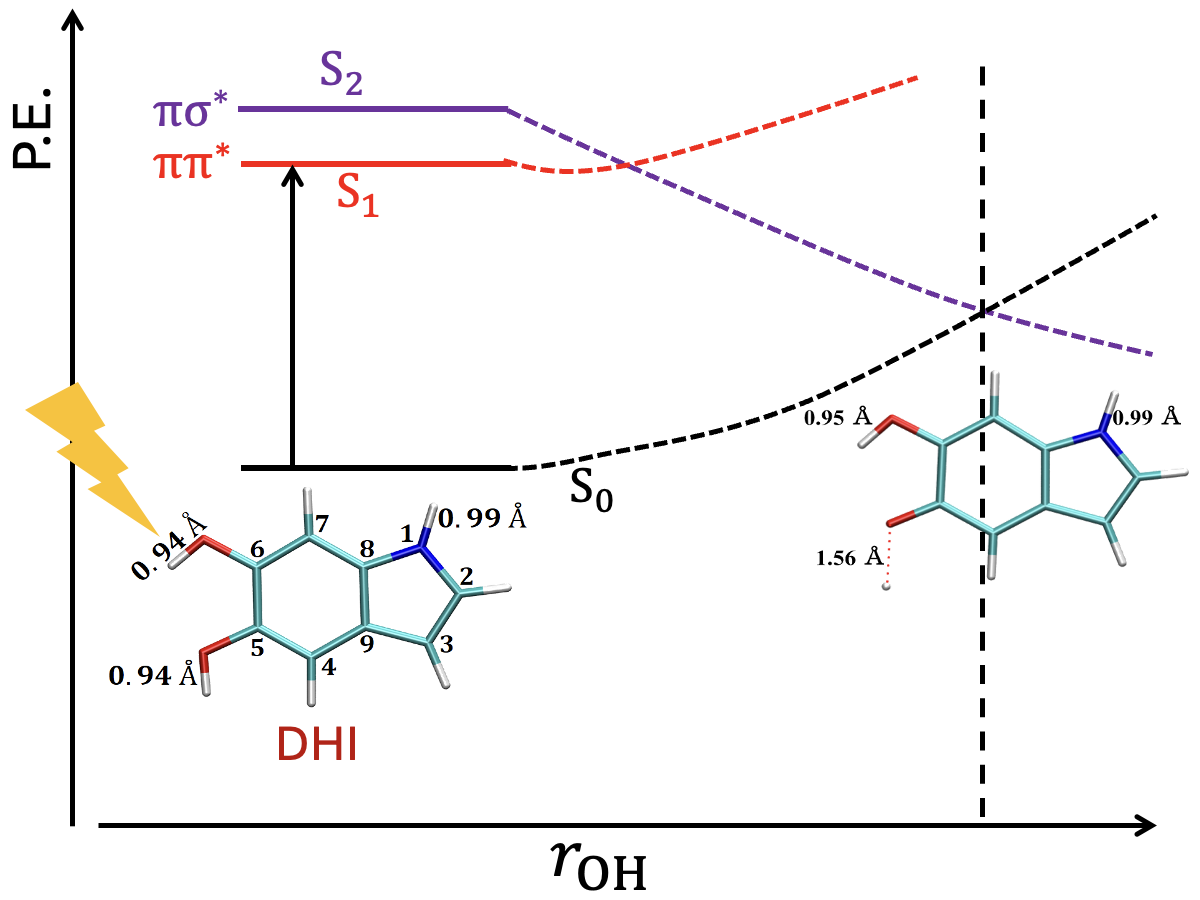 P.E.
S₂
πσ*
ππ*
S₁
S₀
0.95 Å
0.99 Å
1.56 Å
0.94 Å
0.99 Å
7
1
6
8
2
5
9
3
4
0.94 Å
DHI
r_OH